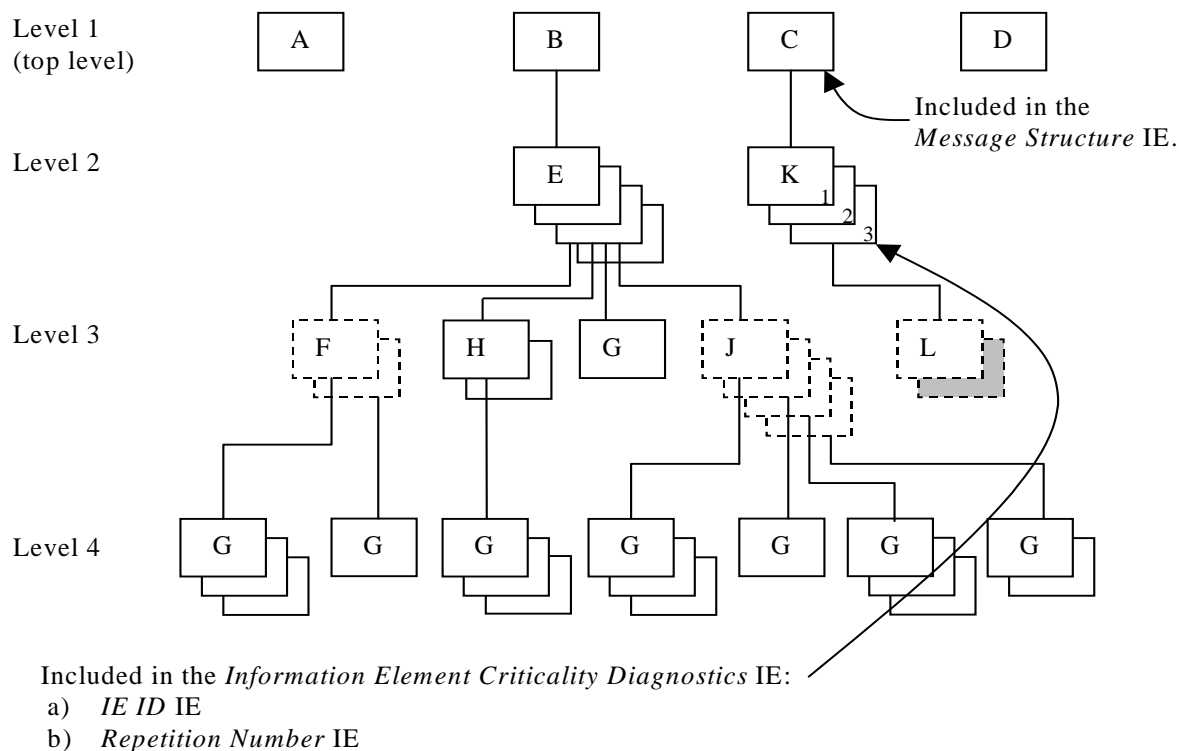 Level 1
(top level)
A
B
C
D
Included in the
Message Structure IE.
Level 2
E
K
1
2
3
Level 3
F
H
G
J
L
Level 4
G
G
G
G
G
G
G
Included in the Information Element Criticality Diagnostics IE:
a) IE ID IE
b) Repetition Number IE